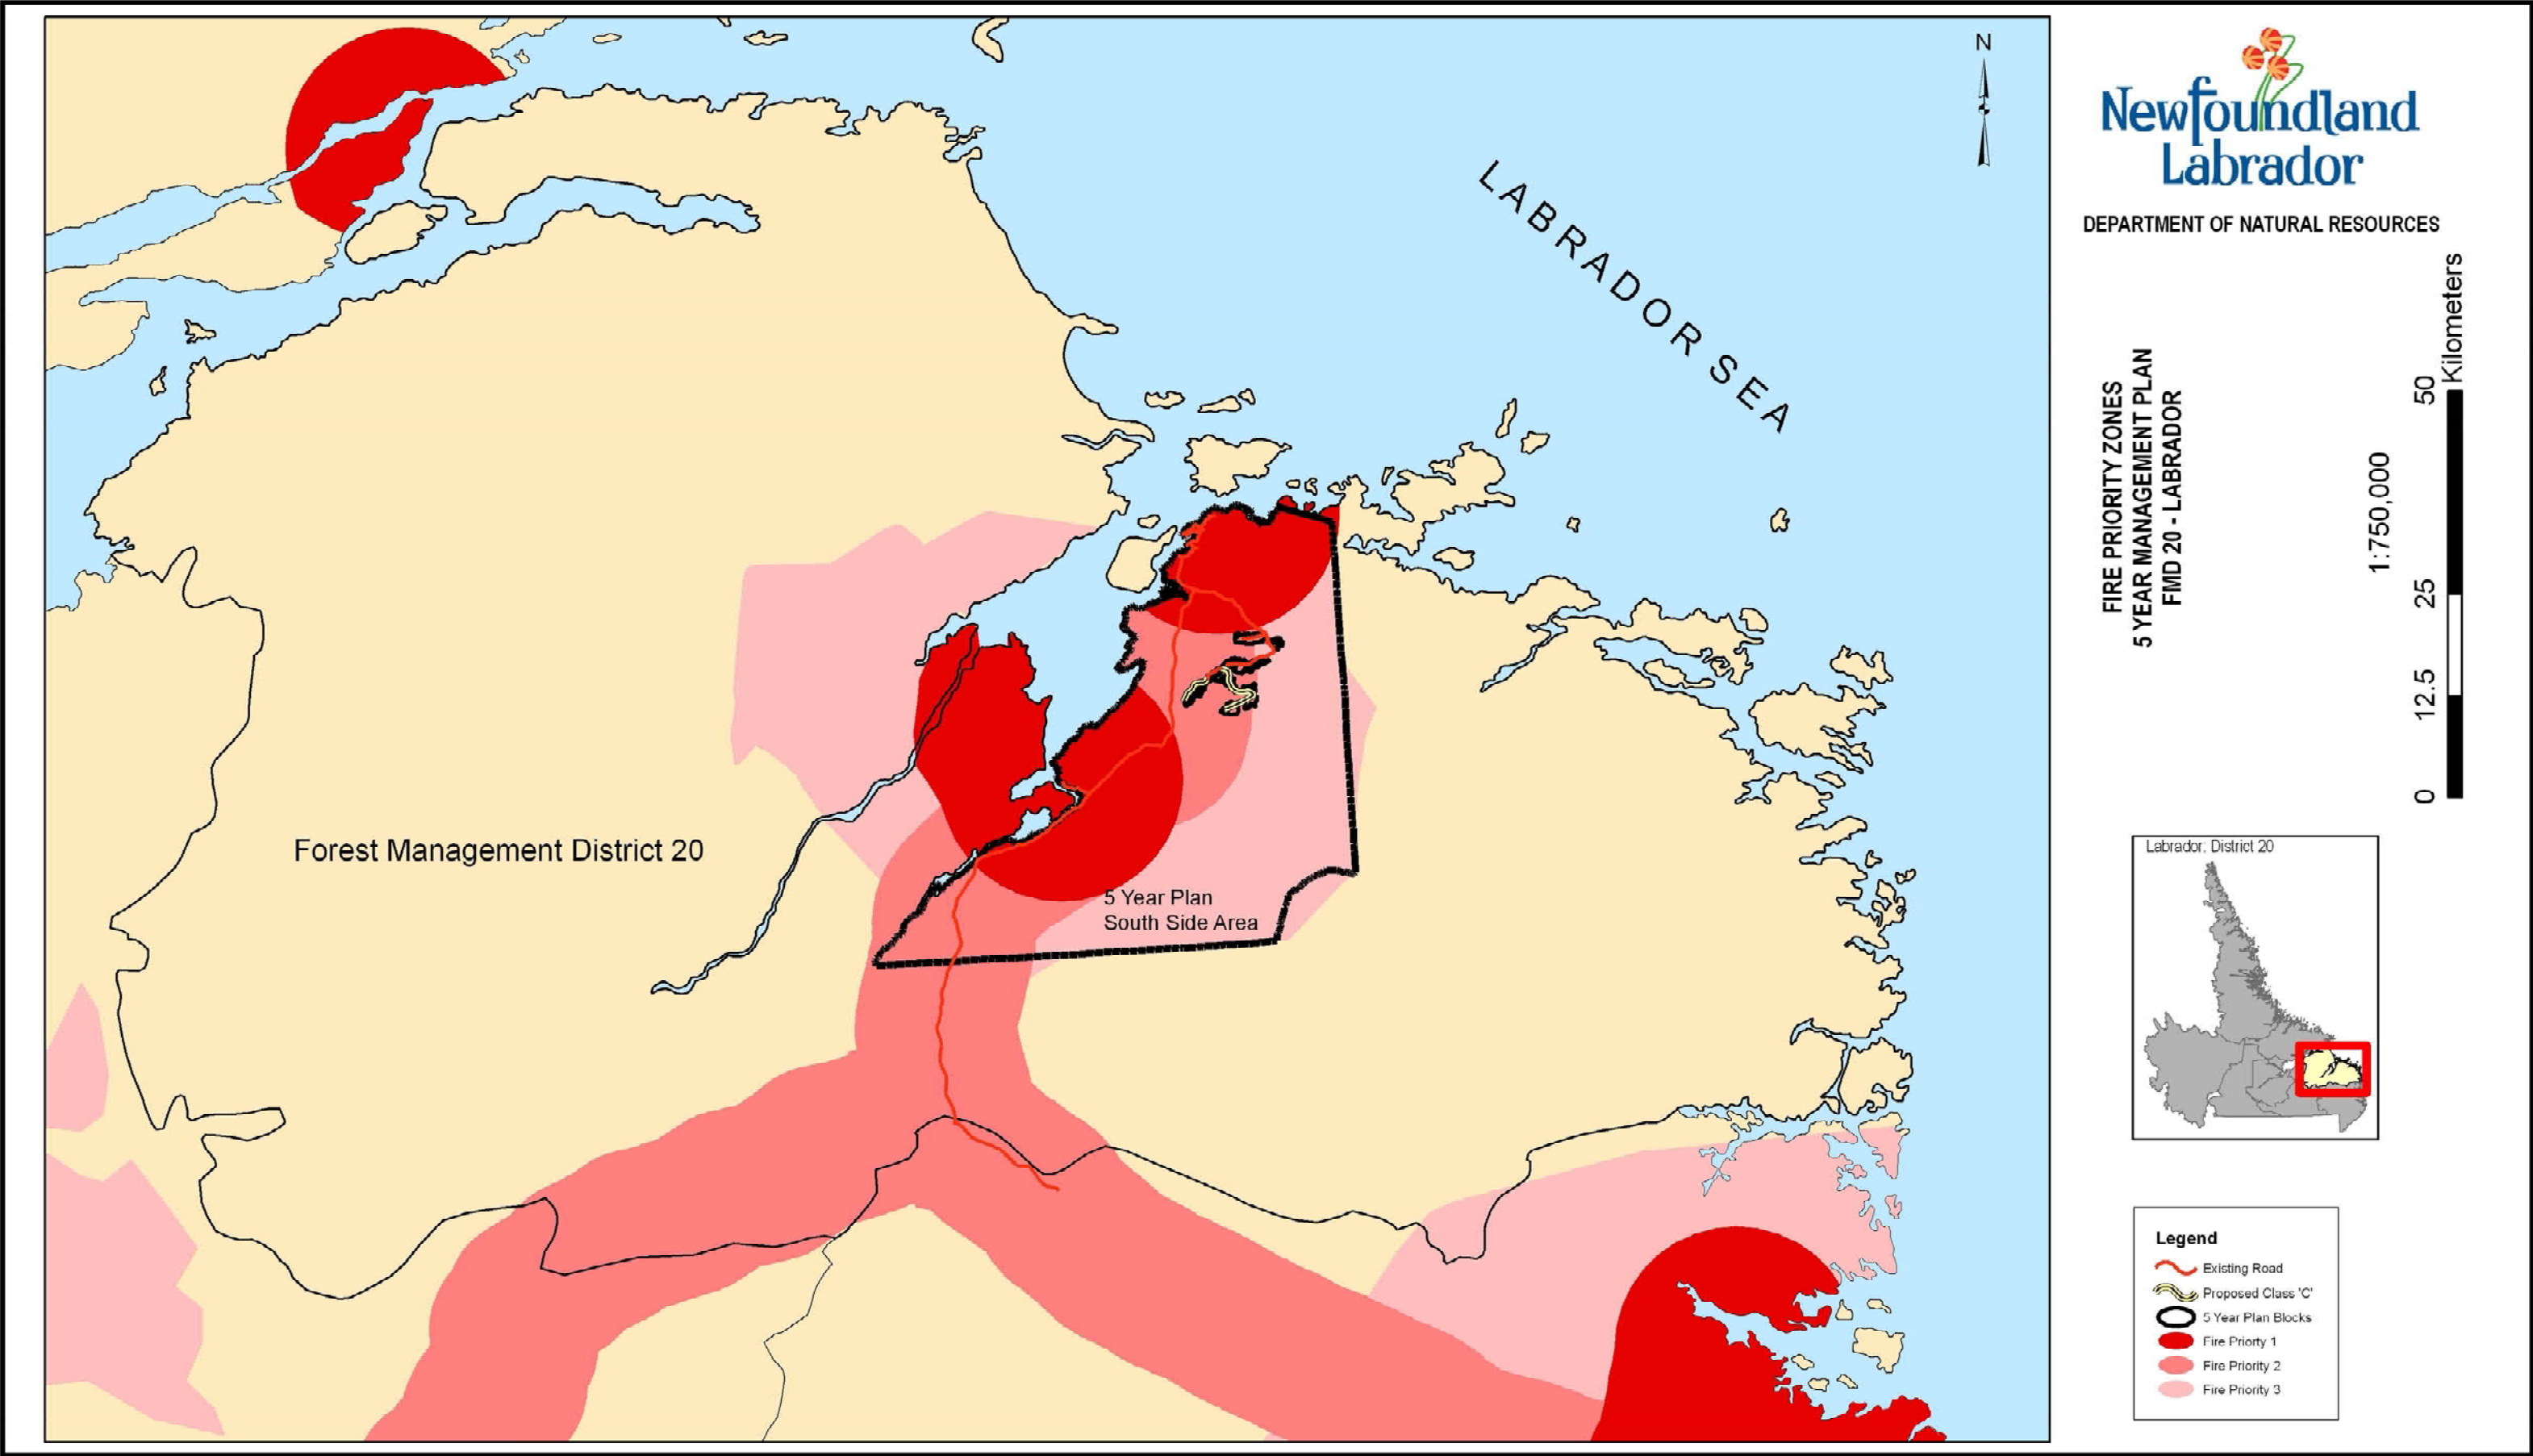 N
LABRADOR SEA
Forest Management District 20
5 Year Plan
South Side Area
Newfoundland
Labrador
DEPARTMENT OF NATURAL RESOURCES
FIRE PRIORITY ZONES
5 YEAR MANAGEMENT PLAN
FMD 20 - LABRADOR
1:750,000
0 12.5 25 50
Kilometers
Labrador: District 20
Legend
Existing Road
Proposed Class 'C'
5 Year Plan Blocks
Fire Priorty 1
Fire Priority 2
Fire Priority 3